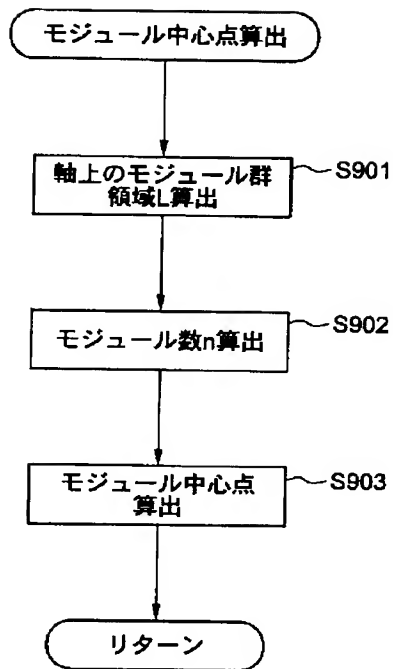 モジュール中心点算出
軸上のモジュール群
領域L算出
S901
モジュール数n算出
S902
モジュール中心点
算出
S903
リターン